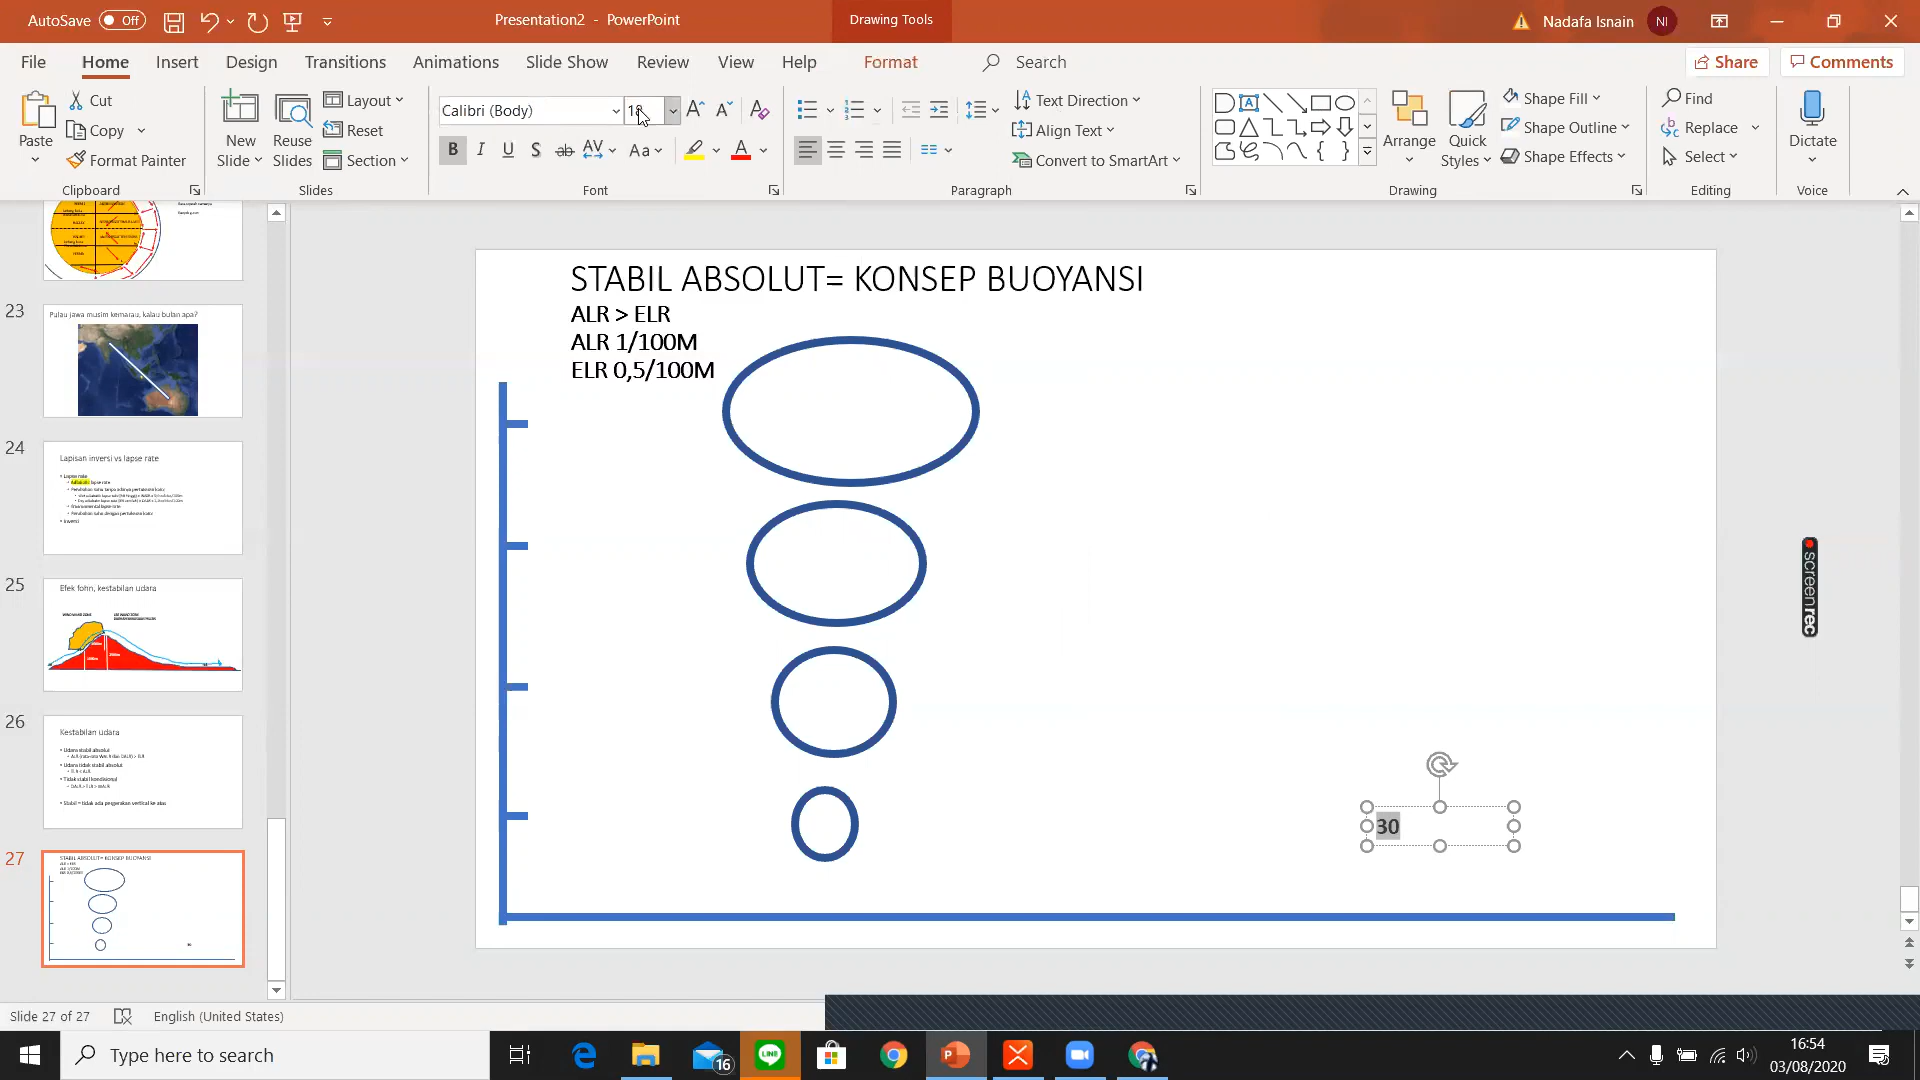 AutoSave Off
Presentation2 - PowerPoint
Drawing Tools
Nadafa Isnain
NI
File Home Insert Design Transitions Animations Slide Show Review View Help Format Search Share Comments
Paste
Cut
Copy
Format Painter
Clipboard
New Slide
Reuse Slides
Layout
Reset
Section
Slides
Calibri (Body)
Font
Text Direction
Align Text
Convert to SmartArt
Paragraph
Arrange
Quick Styles
Shape Fill
Shape Outline
Shape Effects
Drawing
Find
Replace
Select
Editing
Dictate
Voice
23
Pulau jawa musim kemarau, kalau bulan apa?
24
Lapisan inversi vs lapse rate
25
Efek fohn, kestabilan udara
26
Kestabilan udara
27
STABIL ABSOLUT= KONSEP BUOYANSI
ALR > ELR
ALR 1/100M
ELR 0,5/100M
30
screenrec
Slide 27 of 27
English (United States)
Type here to search
16
LINE
16:54
03/08/2020